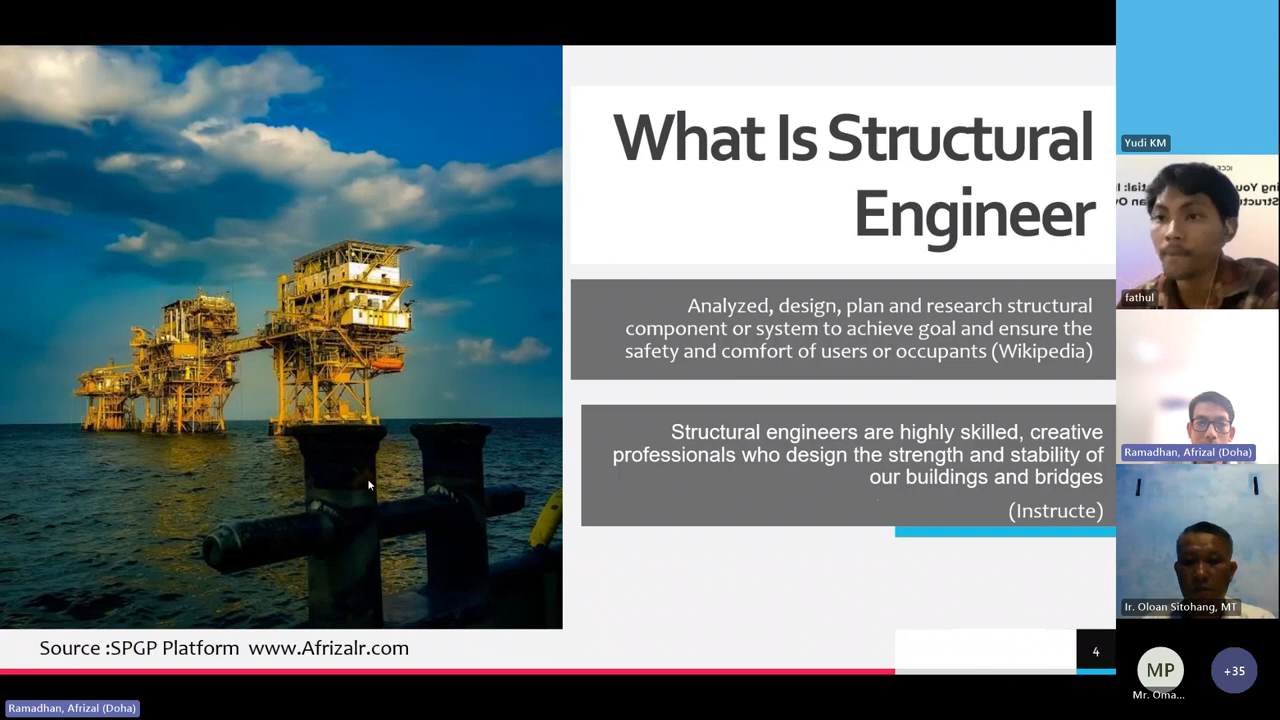 What Is Structural
Engineer
Analyzed, design, plan and research structural
component or system to achieve goal and ensure the
safety and comfort of users or occupants (Wikipedia)
Structural engineers are highly skilled, creative
professionals who design the strength and stability of
our buildings and bridges
(Instructe)
Source :SPGP Platform www.Afrizalr.com
4
Ramadhan, Afrizal (Doha)
Yudi KM
fathul
Ramadhan, Afrizal (Doha)
Ir. Oloan Sitohang, MT
MP
Mr. Oma...
+35